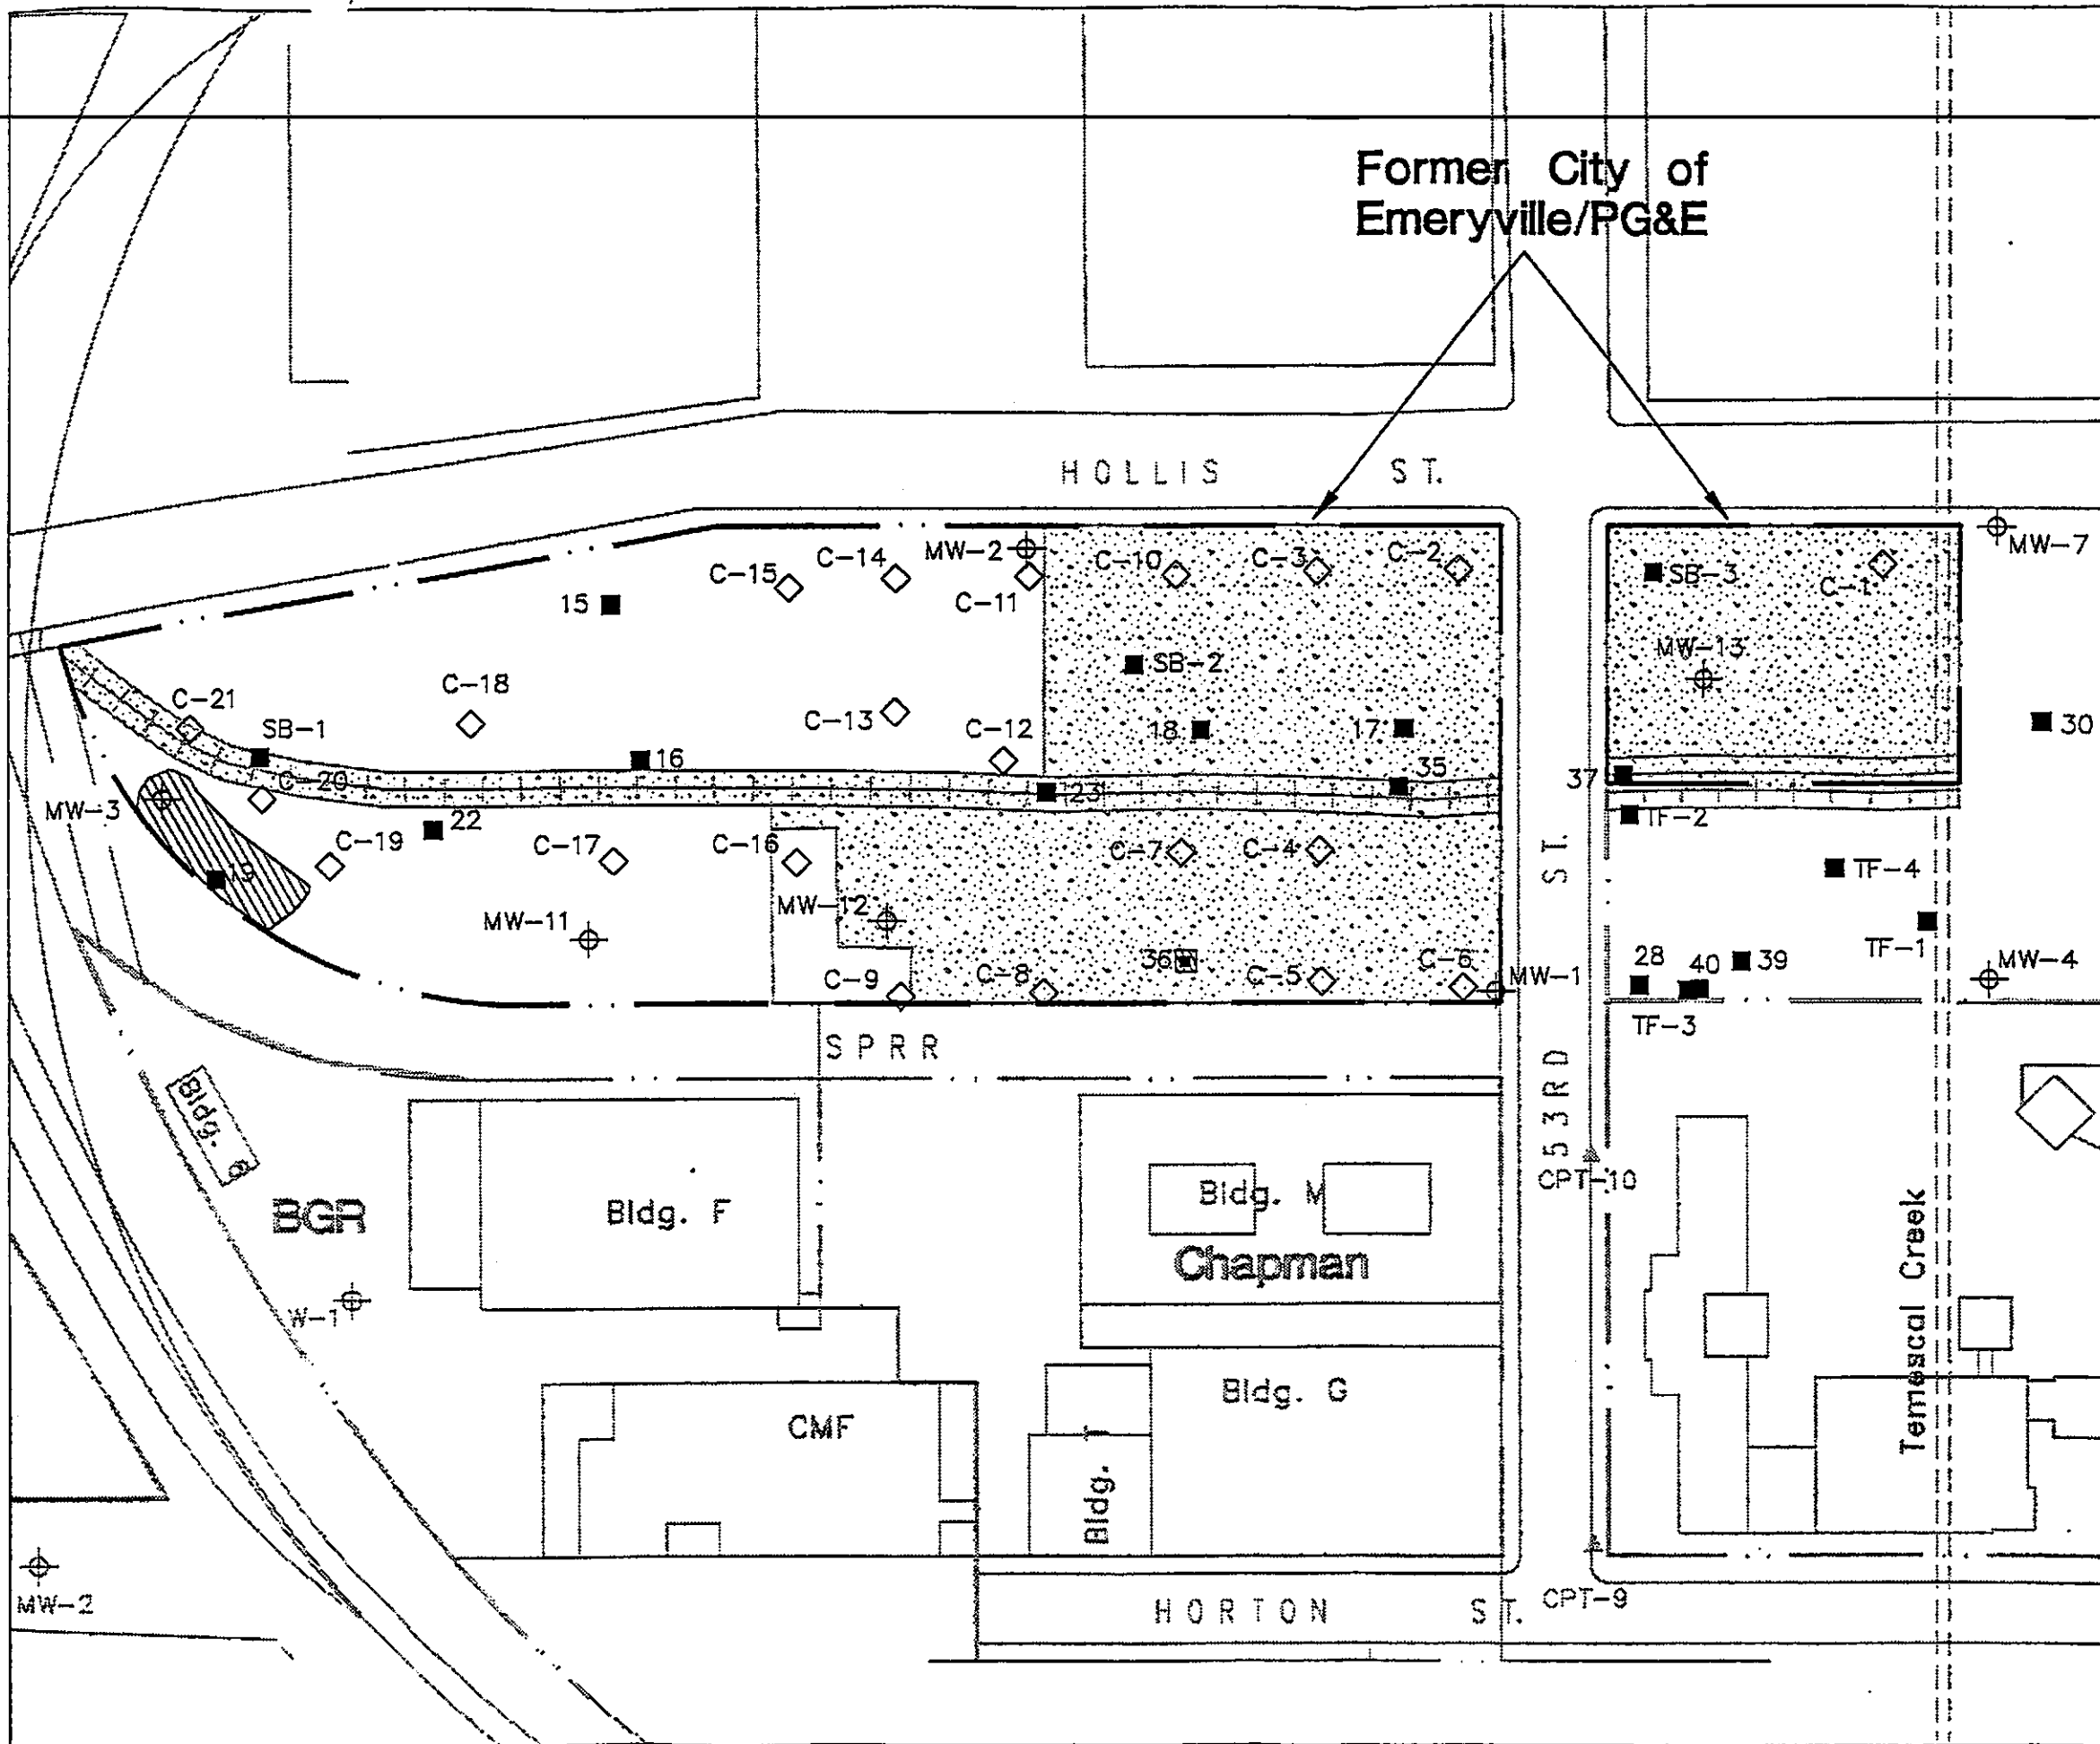 Former City of
Emeryville/PG&E
HOLLIS ST.
MW-2
C-15
C-14
C-11
C-10
C-3
C-2
SB-3
C-1
MW-7
15
SB-2
MW-13
C-21
C-18
C-13
C-12
18
17
30
SB-1
16
35
37
MW-3
C-20
23
TF-2
22
C-19
C-17
C-16
C-7
C-4
TF-4
19
MW-11
MW-12
TF-1
36
C-9
C-8
C-5
C-6
MW-1
28
40
39
MW-4
TF-3
SPRR
53RD ST.
Bldg. 6
BGR
Bldg. F
Bldg. M
Chapman
CPT-10
W-1
Temescal Creek
Bldg. G
CMF
Bldg. T
MW-2
HORTON ST.
CPT-9